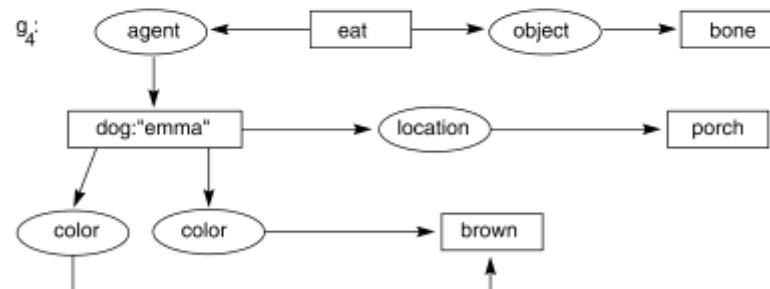 g4: agent eat object bone
dog:"emma" location porch
color color brown